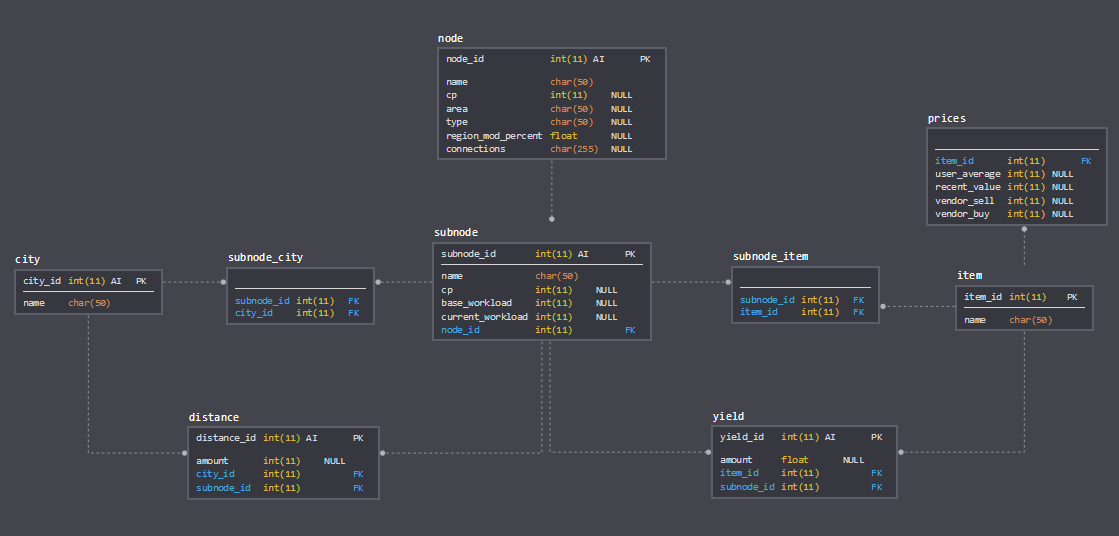 node
node_id int(11) AI PK
name char(50)
cp int(11) NULL
area char(50) NULL
type char(50) NULL
region_mod_percent float NULL
connections char(255) NULL
prices
item_id int(11) FK
user_average int(11) NULL
recent_value int(11) NULL
vendor_sell int(11) NULL
vendor_buy int(11) NULL
city
city_id int(11) AI PK
name char(50)
subnode_city
subnode_id int(11) FK
city_id int(11) FK
subnode
subnode_id int(11) AI PK
name char(50)
cp int(11) NULL
base_workload int(11) NULL
current_workload int(11) NULL
node_id int(11) FK
subnode_item
subnode_id int(11) FK
item_id int(11) FK
item
item_id int(11) PK
name char(50)
distance
distance_id int(11) AI PK
amount int(11) NULL
city_id int(11) FK
subnode_id int(11) FK
yield
yield_id int(11) AI PK
amount float NULL
item_id int(11) FK
subnode_id int(11) FK